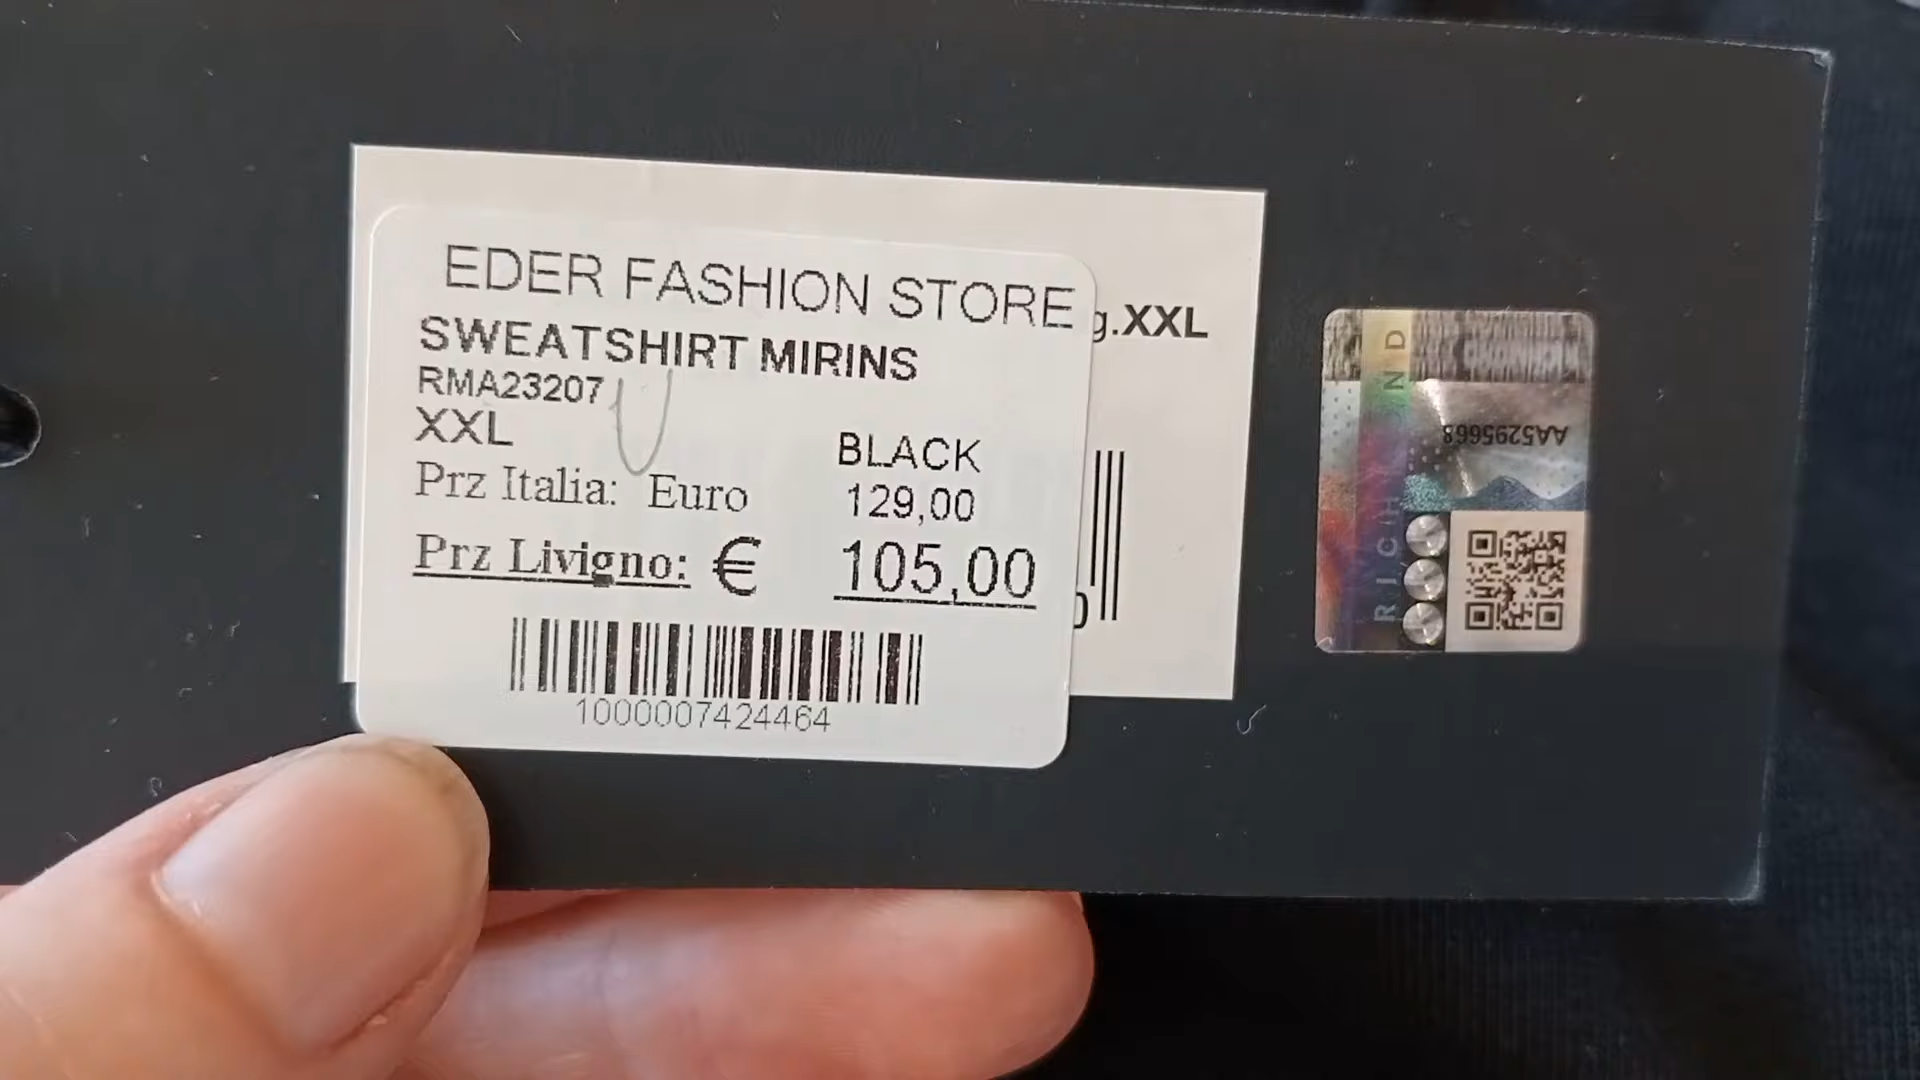 EDER FASHION STORE
SWEATSHIRT MIRINS
RMA23207
XXL
BLACK
Prz Italia: Euro 129,00
Prz Livigno: € 105,00
1000007424464
g.XXL
AA5295668